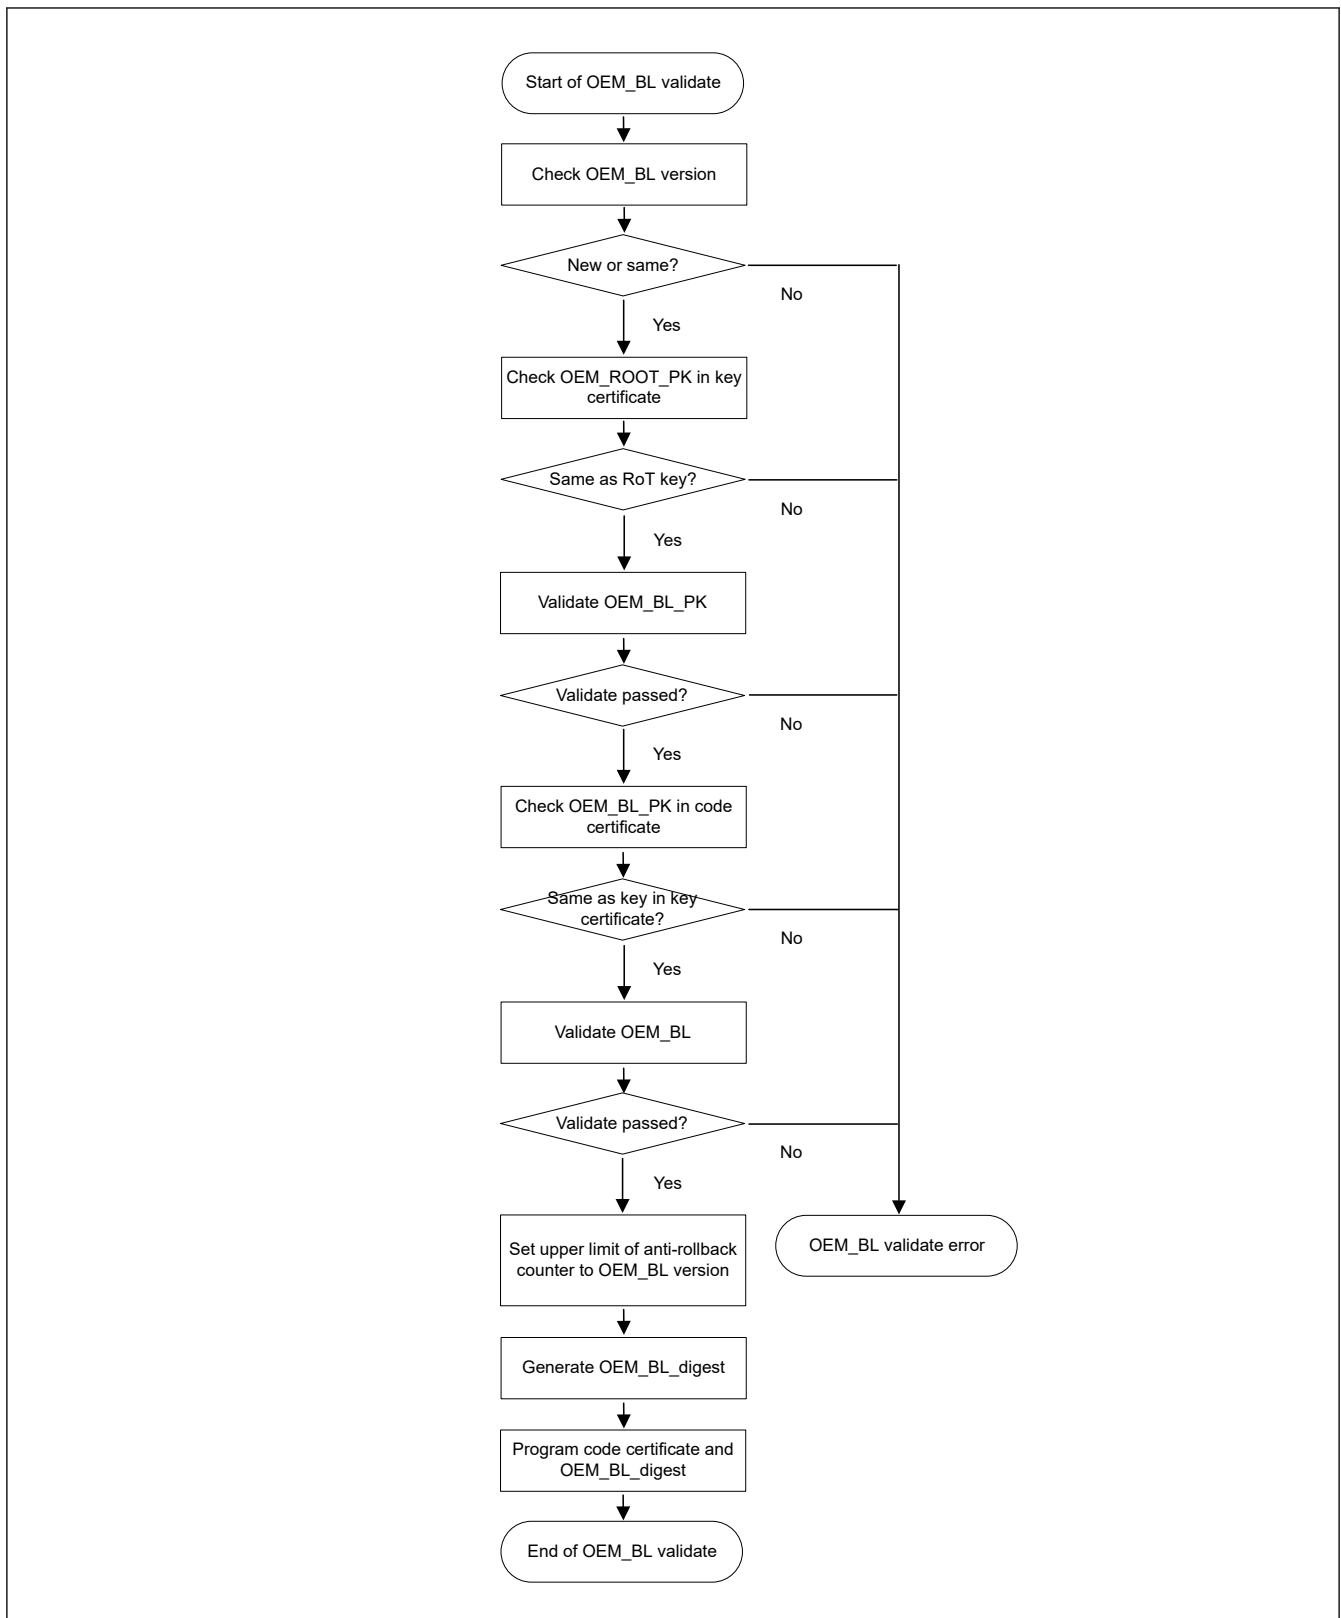 Start of OEM_BL validate
Check OEM_BL version
New or same?
No
Yes
Check OEM_ROOT_PK in key
certificate
Same as RoT key?
No
Yes
Validate OEM_BL_PK
Validate passed?
No
Yes
Check OEM_BL_PK in code
certificate
Same as key in key
certificate?
No
Yes
Validate OEM_BL
Validate passed?
No
Yes
Set upper limit of anti-rollback
counter to OEM_BL version
OEM_BL validate error
Generate OEM_BL_digest
Program code certificate and
OEM_BL_digest
End of OEM_BL validate